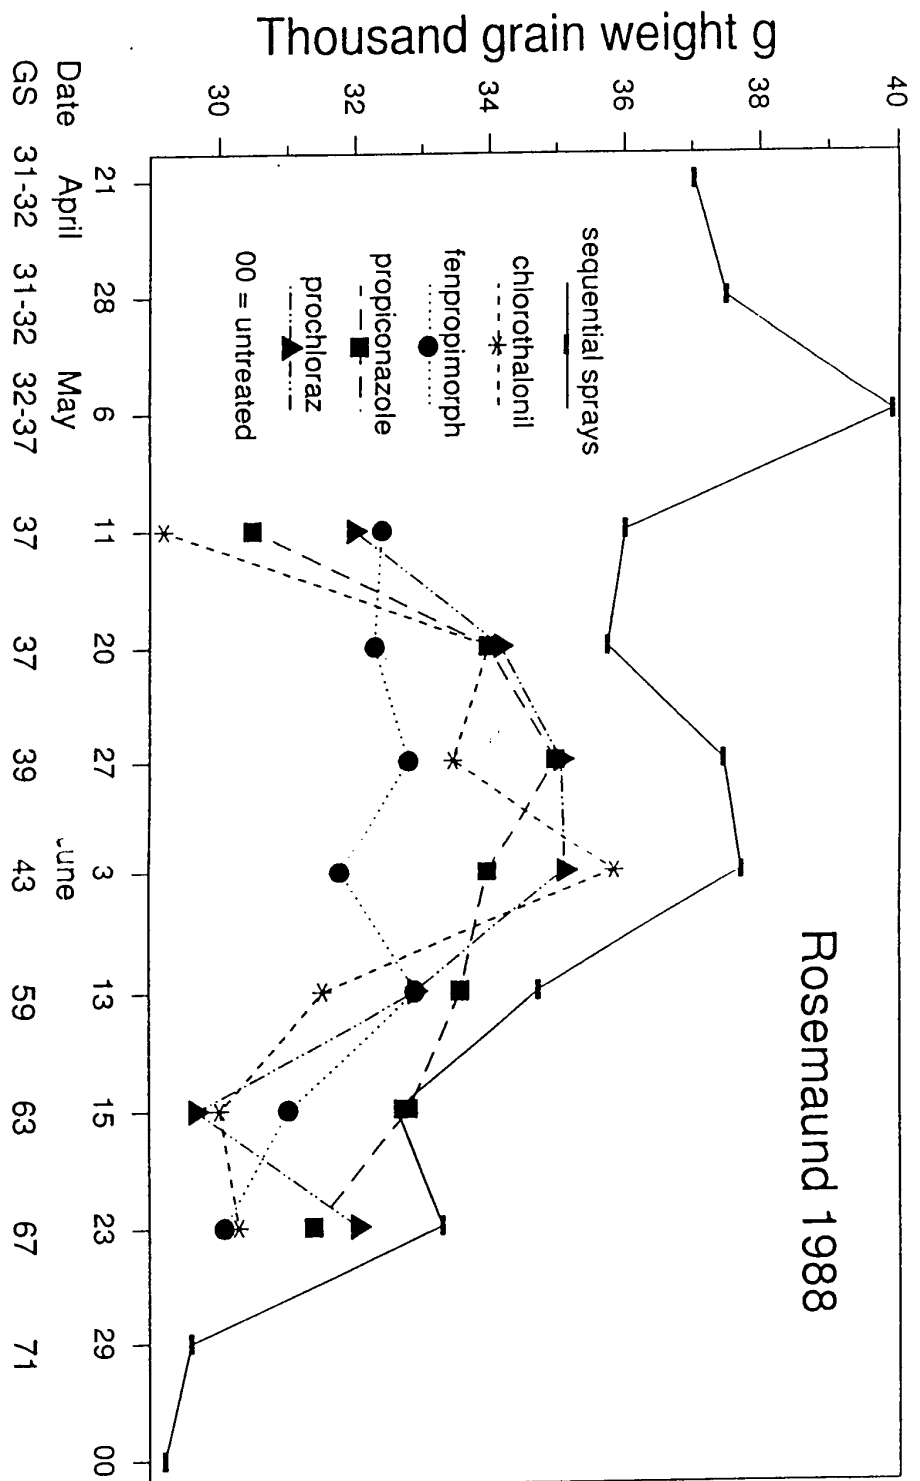 Rosemaund 1988
Thousand grain weight g
40
38
36
34
32
30
sequential sprays
chlorothalonil
fenpropimorph
propiconazole
prochloraz
00 = untreated
21 28 6 11 20 27 3 13 15 23 29 00
Date April May June
GS 31-32 31-32 32-37 37 37 39 43 59 63 67 71